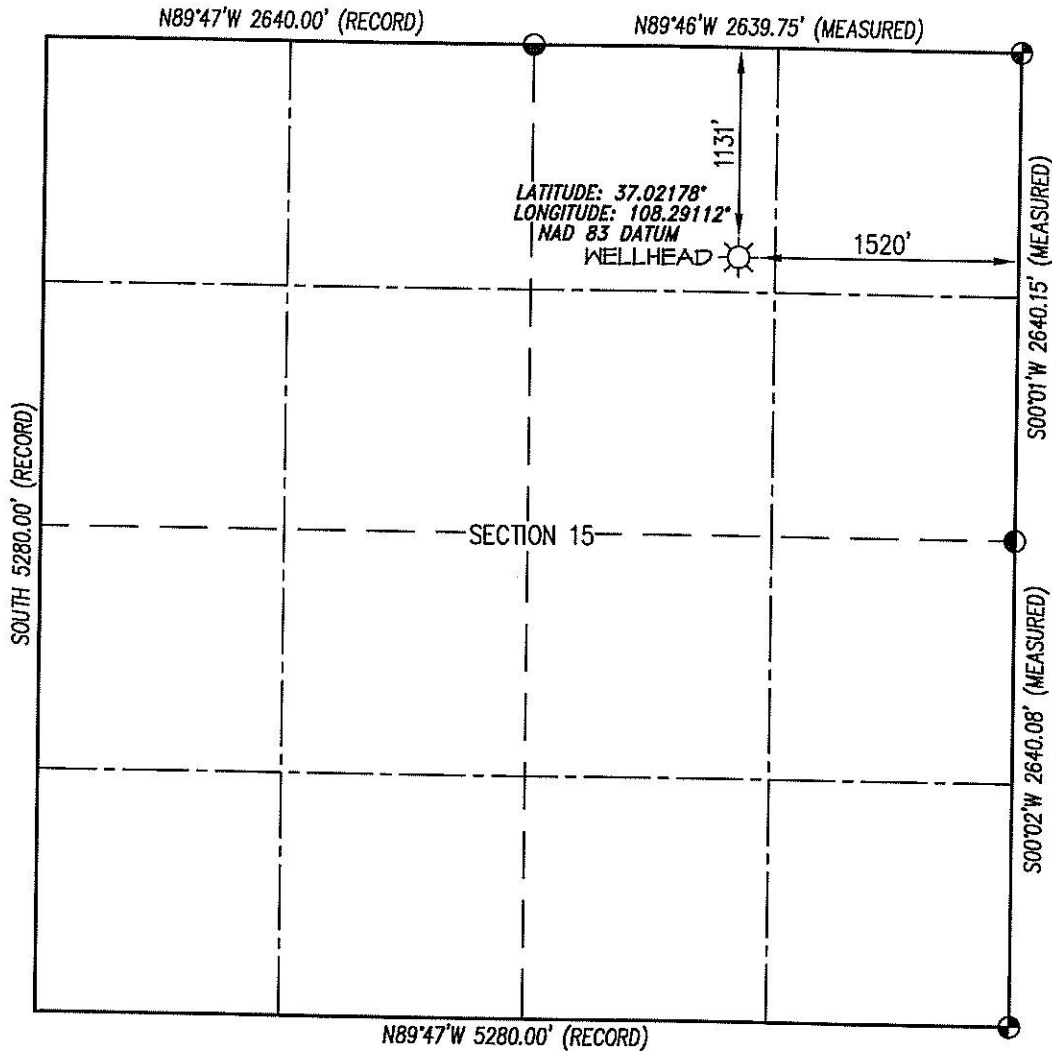 N89°47'W 2640.00' (RECORD)
N89°46'W 2639.75' (MEASURED)
1131'
LATITUDE: 37.02178°
LONGITUDE: 108.29112°
NAD 83 DATUM
WELLHEAD
1520'
S00°01'W 2640.15' (MEASURED)
SOUTH 5280.00' (RECORD)
SECTION 15
S00°02'W 2640.08' (MEASURED)
N89°47'W 5280.00' (RECORD)